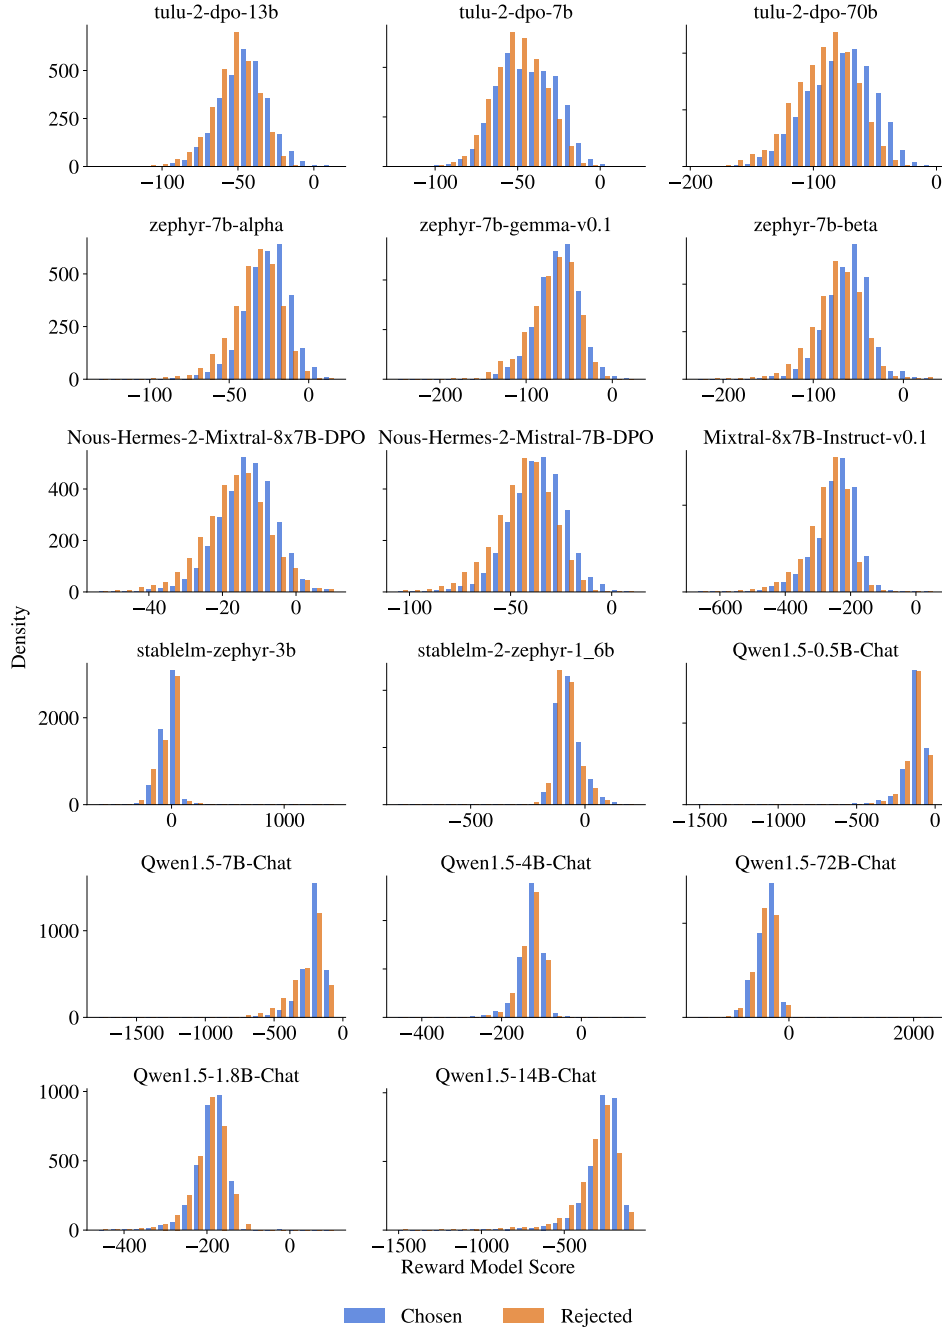 tulu-2-dpo-13b
tulu-2-dpo-7b
tulu-2-dpo-70b
500
250
0
−100 −50 0
−100 −50 0
−200 −100 0
zephyr-7b-alpha
zephyr-7b-gemma-v0.1
zephyr-7b-beta
500
250
0
−100 −50 0
−200 −100 0
−200 −100 0
Nous-Hermes-2-Mixtral-8x7B-DPO
Nous-Hermes-2-Mistral-7B-DPO
Mixtral-8x7B-Instruct-v0.1
400
200
0
−40 −20 0
−100 −50 0
−600 −400 −200 0
Density
stablelm-zephyr-3b
stablelm-2-zephyr-1_6b
Qwen1.5-0.5B-Chat
2000
0
0 1000
−500 0
−1500 −1000 −500 0
Qwen1.5-7B-Chat
Qwen1.5-4B-Chat
Qwen1.5-72B-Chat
1000
0
−1500 −1000 −500 0
−400 −200 0
0 2000
Qwen1.5-1.8B-Chat
Qwen1.5-14B-Chat
1000
500
0
−400 −200 0
−1500 −1000 −500
Reward Model Score
Chosen
Rejected